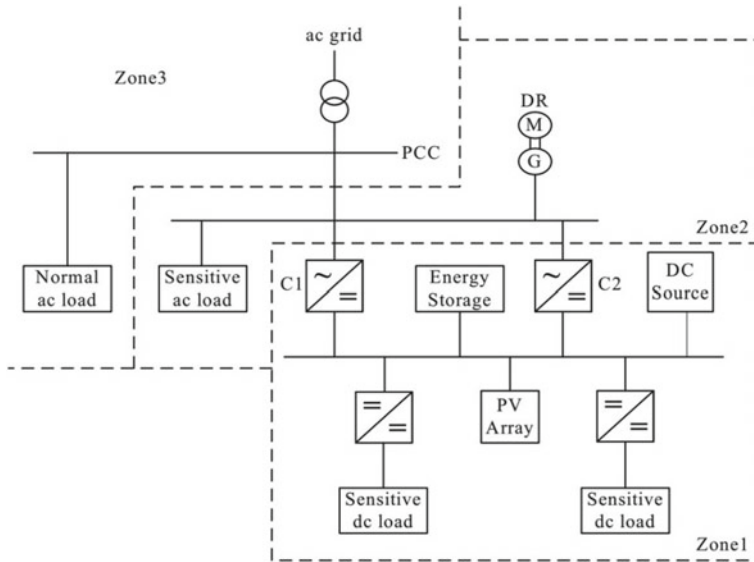 ac grid
Zone3
DR
M
PCC
G
Zone2
Normal
ac load
Sensitive
ac load
C1
~
=
Energy
Storage
~
=
C2
DC
Source
=
=
PV
Array
=
=
Sensitive
dc load
Sensitive
dc load
Zone1